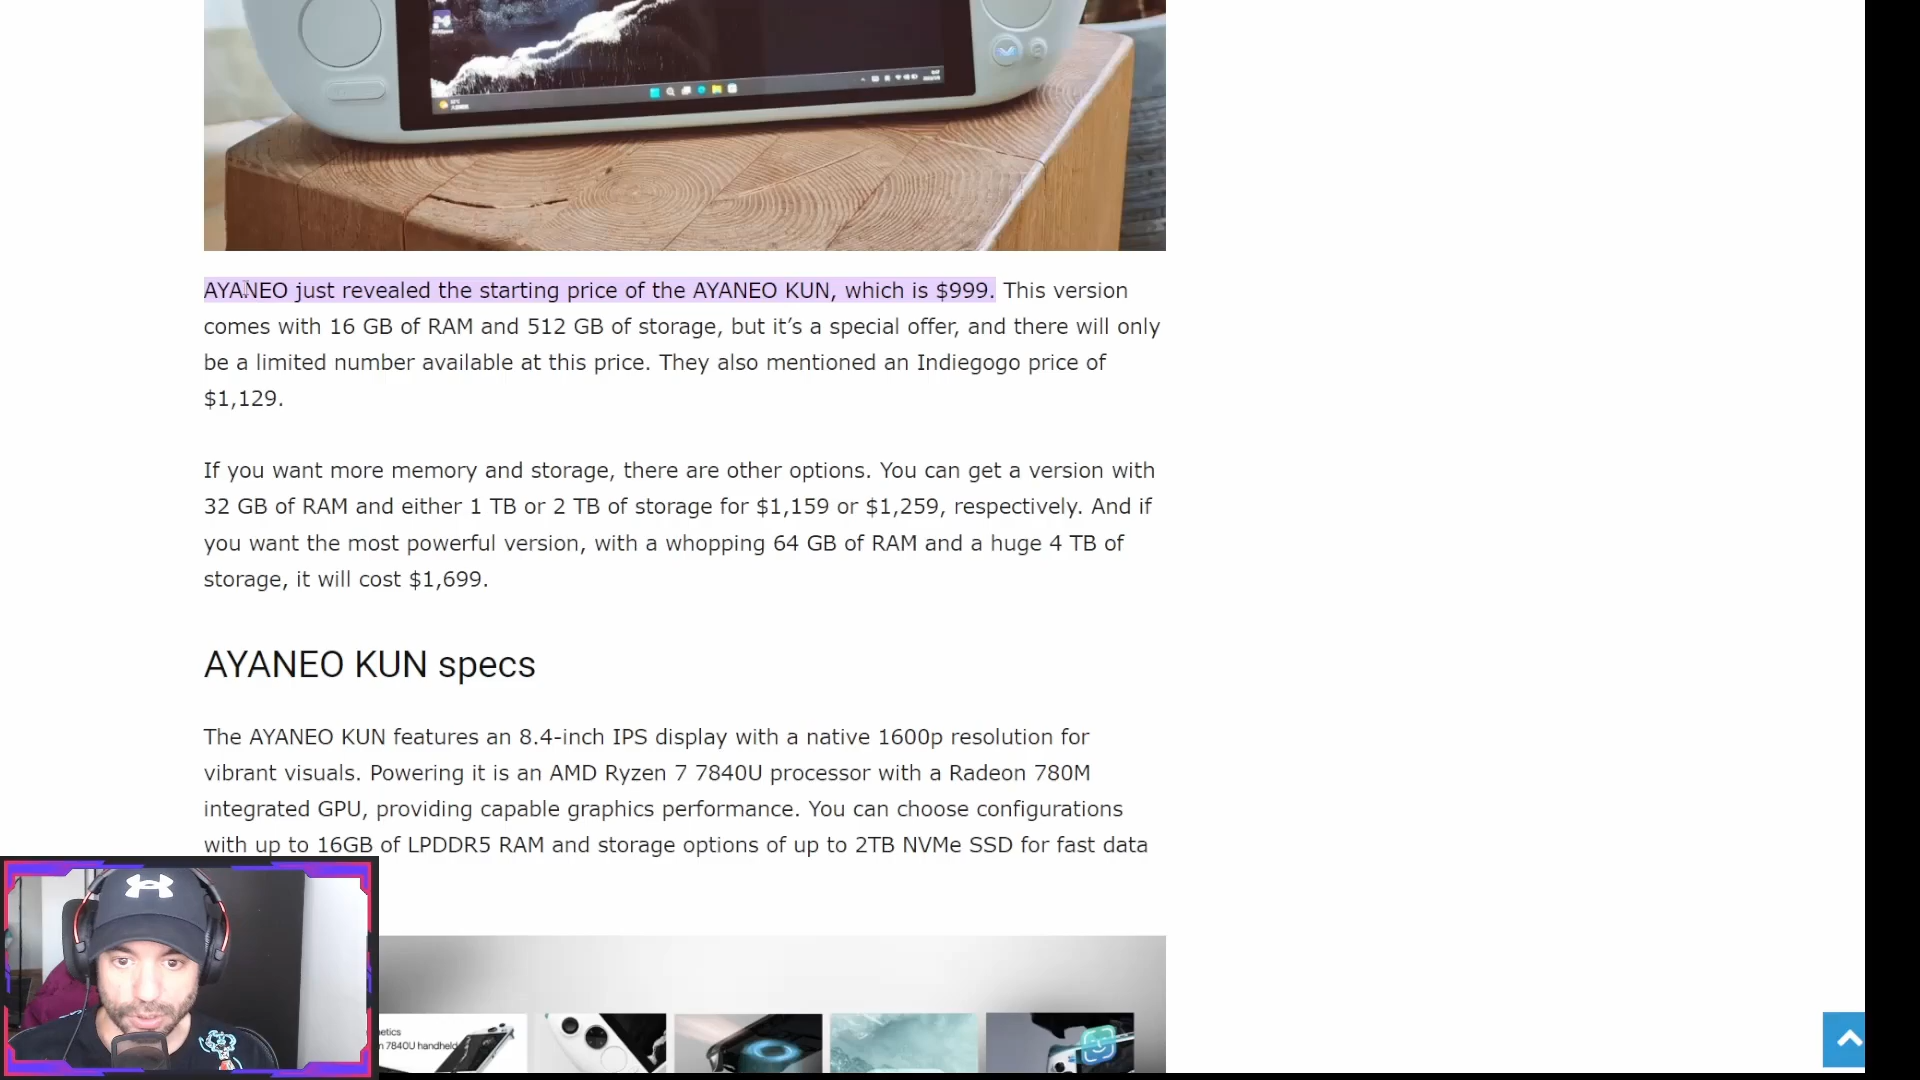 AYANEO just revealed the starting price of the AYANEO KUN, which is $999. This version
comes with 16 GB of RAM and 512 GB of storage, but it’s a special offer, and there will only
be a limited number available at this price. They also mentioned an Indiegogo price of
$1,129.
If you want more memory and storage, there are other options. You can get a version with
32 GB of RAM and either 1 TB or 2 TB of storage for $1,159 or $1,259, respectively. And if
you want the most powerful version, with a whopping 64 GB of RAM and a huge 4 TB of
storage, it will cost $1,699.
AYANEO KUN specs
The AYANEO KUN features an 8.4-inch IPS display with a native 1600p resolution for
vibrant visuals. Powering it is an AMD Ryzen 7 7840U processor with a Radeon 780M
integrated GPU, providing capable graphics performance. You can choose configurations
with up to 16GB of LPDDR5 RAM and storage options of up to 2TB NVMe SSD for fast data
netics
n 7840U handheld